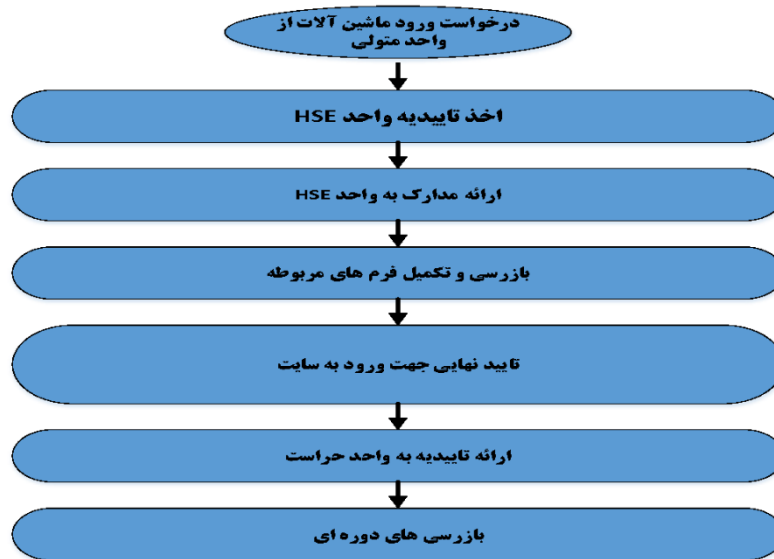 درخواست ورود ماشین آلات از
واحد متولی
اخذ تاییدیه واحد HSE
ارائه مدارک به واحد HSE
بازرسی و تکمیل فرم های مربوطه
تایید نهایی جهت ورود به سایت
ارائه تاییدیه به واحد حراست
بازرسی های دوره ای